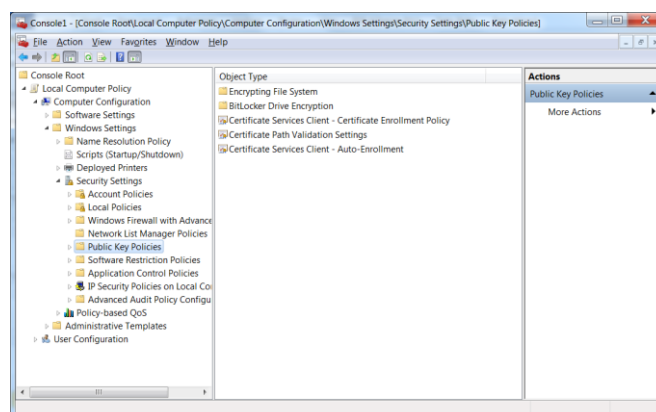 Console1 - [Console Root\Local Computer Policy\Computer Configuration\Windows Settings\Security Settings\Public Key Policies]
File Action View Favorites Window Help
Console Root
Local Computer Policy
Computer Configuration
Software Settings
Windows Settings
Name Resolution Policy
Scripts (Startup/Shutdown)
Deployed Printers
Security Settings
Account Policies
Local Policies
Windows Firewall with Advance
Network List Manager Policies
Public Key Policies
Software Restriction Policies
Application Control Policies
IP Security Policies on Local Co
Advanced Audit Policy Configu
Policy-based QoS
Administrative Templates
User Configuration
Object Type
Encrypting File System
BitLocker Drive Encryption
Certificate Services Client - Certificate Enrollment Policy
Certificate Path Validation Settings
Certificate Services Client - Auto-Enrollment
Actions
Public Key Policies
More Actions